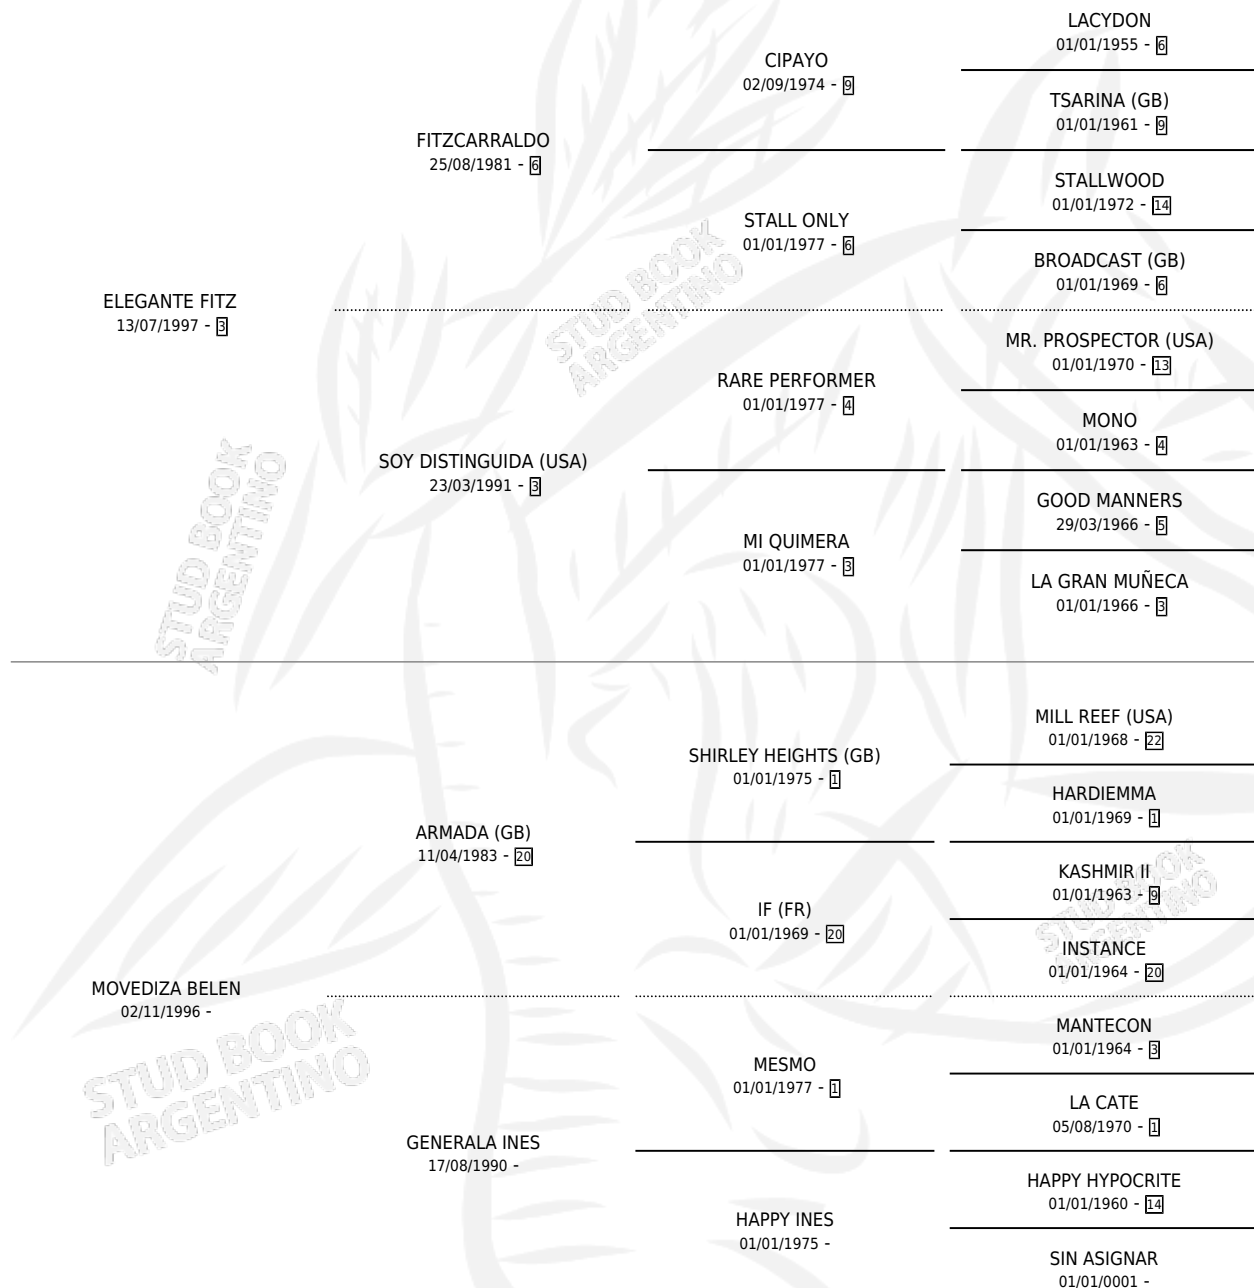 LACYDON
01/01/1955 - 6
CIPAYO
02/09/1974 - 9
TSARINA (GB)
01/01/1961 - 9
FITZCARRALDO
25/08/1981 - 6
STALLWOOD
01/01/1972 - 14
STALL ONLY
01/01/1977 - 6
BROADCAST (GB)
01/01/1969 - 6
ELEGANTE FITZ
13/07/1997 - 3
STUD BOOK
ARGENTINO
MR. PROSPECTOR (USA)
01/01/1970 - 13
RARE PERFORMER
01/01/1977 - 4
MONO
01/01/1963 - 4
SOY DISTINGUIDA (USA)
23/03/1991 - 3
GOOD MANNERS
29/03/1966 - 5
MI QUIMERA
01/01/1977 - 3
LA GRAN MUÑECA
01/01/1966 - 3
STUD BOOK
ARGENTINO
MILL REEF (USA)
01/01/1968 - 22
SHIRLEY HEIGHTS (GB)
01/01/1975 - 1
HARDIEMMA
01/01/1969 - 1
ARMADA (GB)
11/04/1983 - 20
KASHMIR II
01/01/1963 - 9
IF (FR)
01/01/1969 - 20
INSTANCE
01/01/1964 - 20
STUD BOOK
ARGENTINO
MOVEDIZA BELEN
02/11/1996 -
MANTECON
01/01/1964 - 3
MESMO
01/01/1977 - 1
LA CATE
05/08/1970 - 1
STUD BOOK
ARGENTINO
GENERALA INES
17/08/1990 -
HAPPY HYPOCRITE
01/01/1960 - 14
HAPPY INES
01/01/1975 -
SIN ASIGNAR
01/01/0001 -